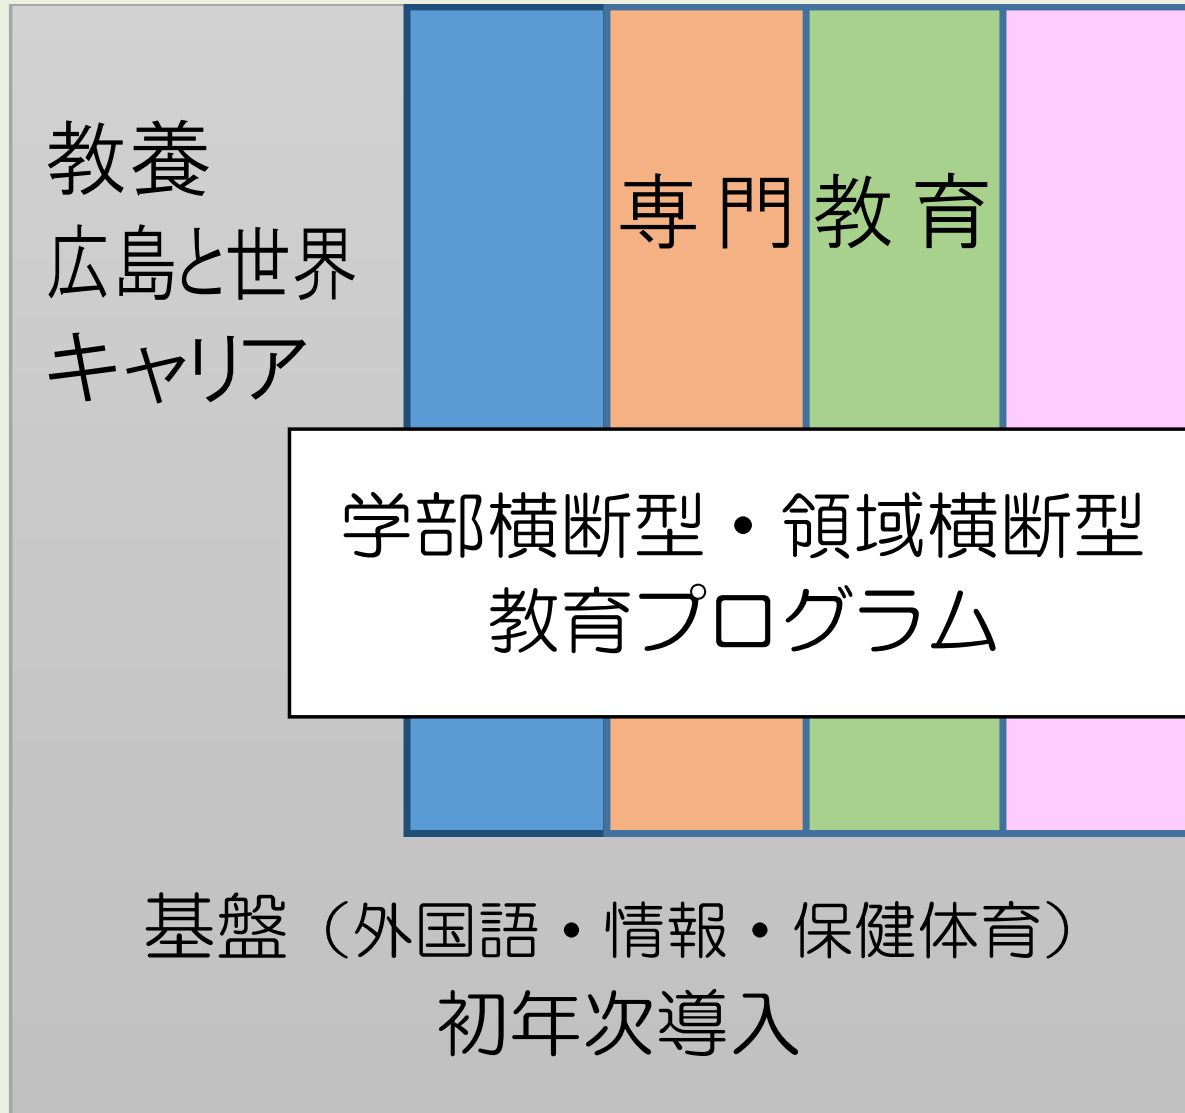 教養
広島と世界
キャリア
専門教育
学部横断型・領域横断型
教育プログラム
基盤（外国語・情報・保健体育）
初年次導入